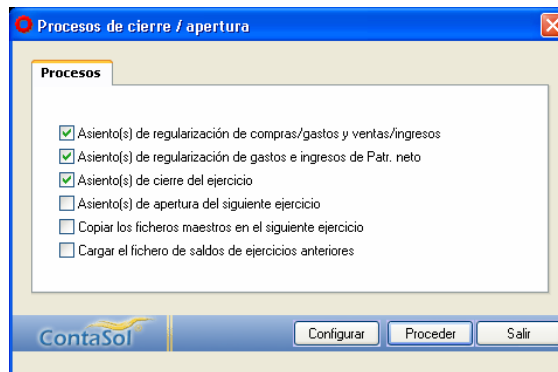 Procesos de cierre / apertura
Procesos
Asiento(s) de regularización de compras/gastos y ventas/ingresos
Asiento(s) de regularización de gastos e ingresos de Patr. neto
Asiento(s) de cierre del ejercicio
Asiento(s) de apertura del siguiente ejercicio
Copiar los ficheros maestros en el siguiente ejercicio
Cargar el fichero de saldos de ejercicios anteriores
ContaSol
Configurar
Proceder
Salir